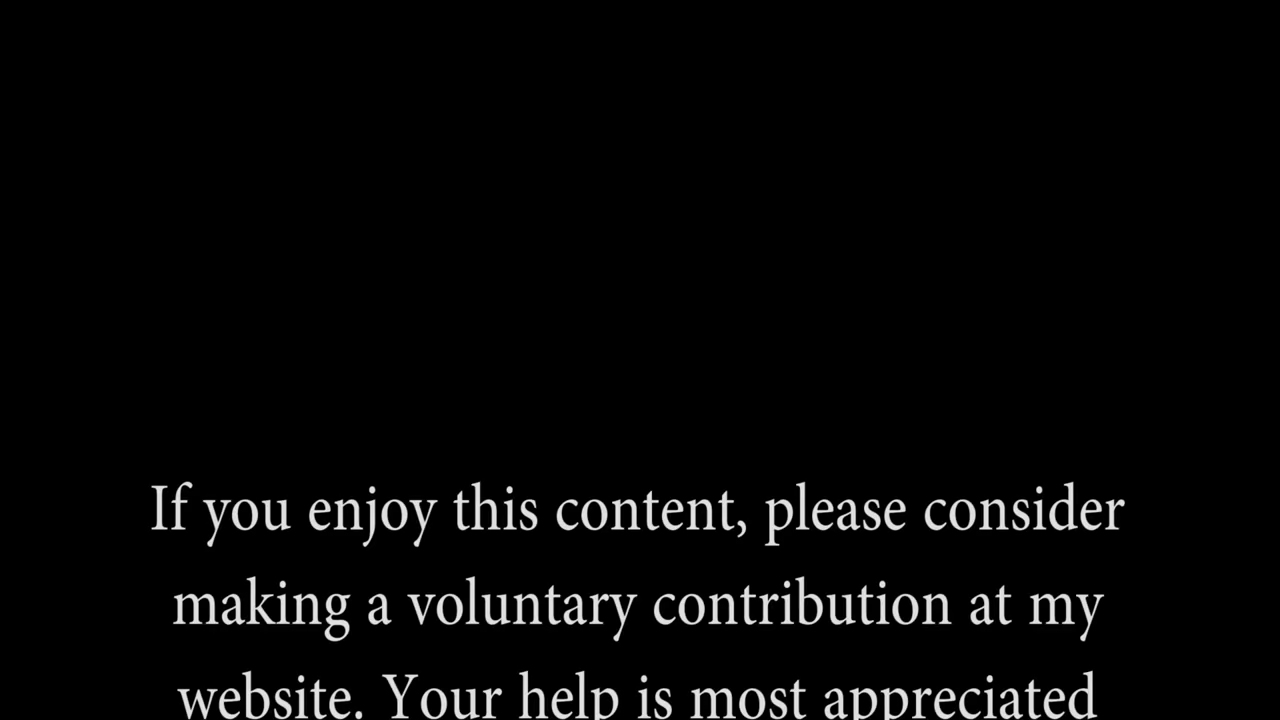 If you enjoy this content, please consider
making a voluntary contribution at my
website. Your help is most appreciated